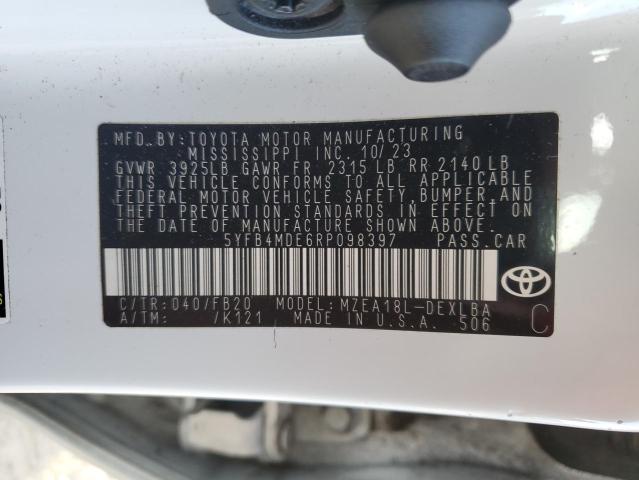 MFD. BY: TOYOTA MOTOR MANUFACTURING
MISSISSIPPI INC. 10/23
GVWR 3925LB GAWR FR 2315 LB RR 2140 LB
THIS VEHICLE CONFORMS TO ALL APPLICABLE
FEDERAL MOTOR VEHICLE SAFETY, BUMPER, AND
THEFT PREVENTION STANDARDS IN EFFECT ON
THE DATE OF MANUFACTURE SHOWN ABOVE.
5YFB4MDE6RP098397 PASS. CAR
C/TR: 040/FB20 MODEL: MZEA18L-DEXLBA
A/TM: /K121 MADE IN U.S.A. 506
C